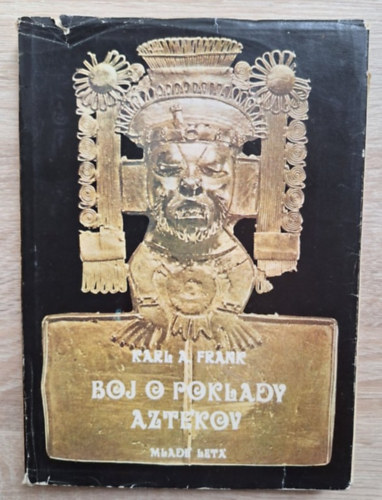 KARL A. FRANK
BOJ O POKLADY
AZTÉKOV
MLADÉ LETÁ